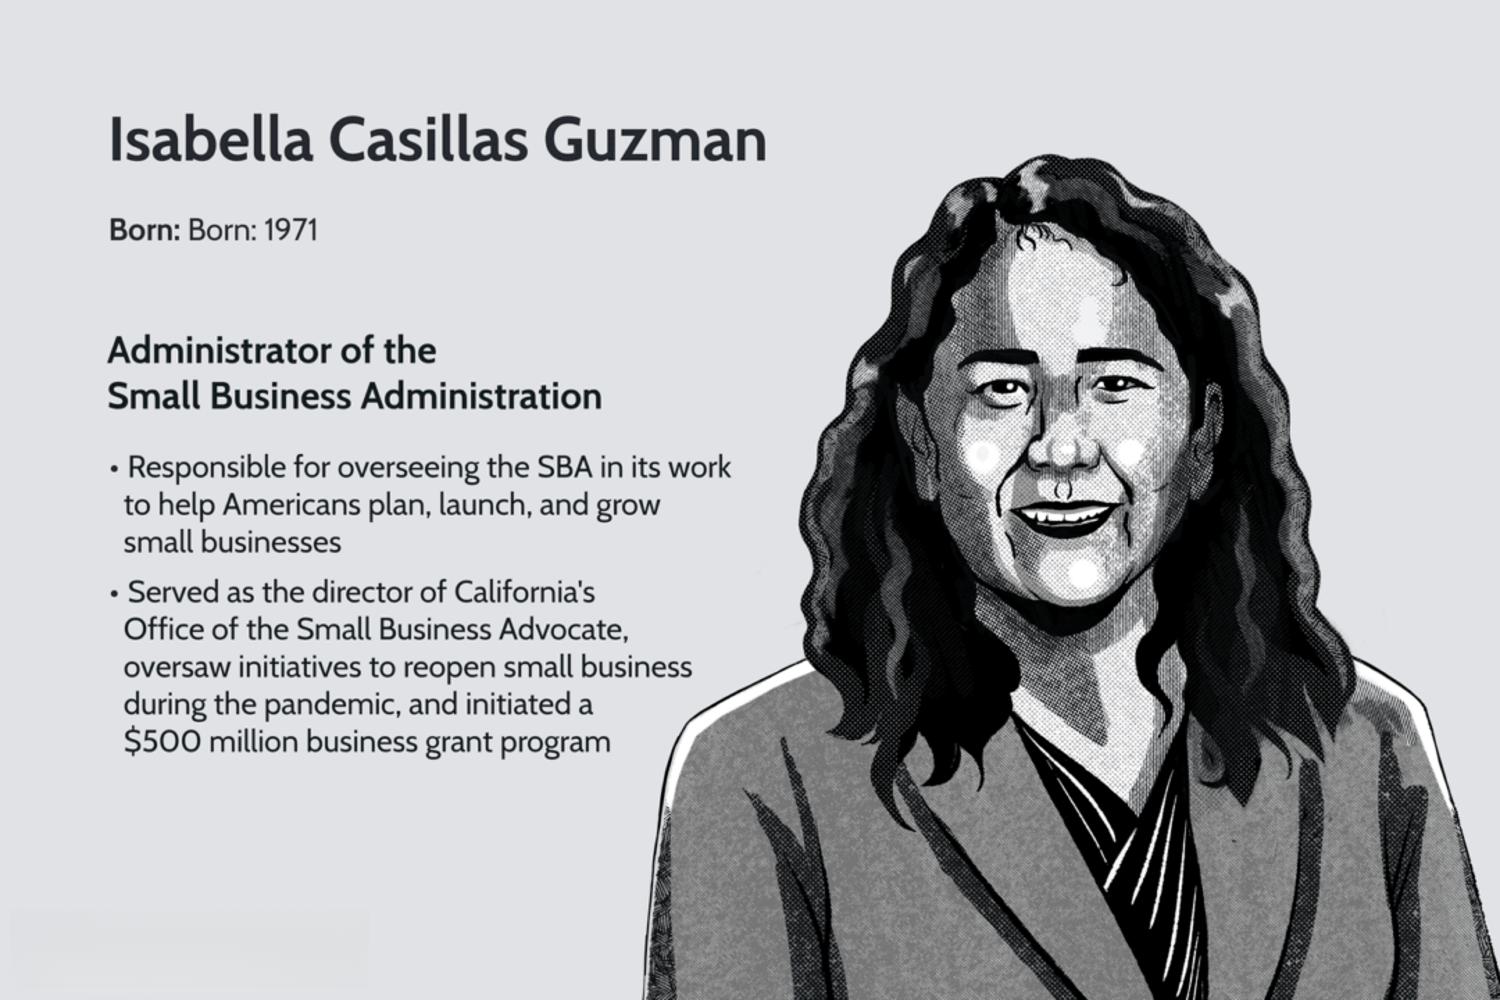 Isabella Casillas Guzman
Born: Born: 1971
Administrator of the
Small Business Administration
• Responsible for overseeing the SBA in its work
to help Americans plan, launch, and grow
small businesses
• Served as the director of California's
Office of the Small Business Advocate,
oversaw initiatives to reopen small business
during the pandemic, and initiated a
$500 million business grant program